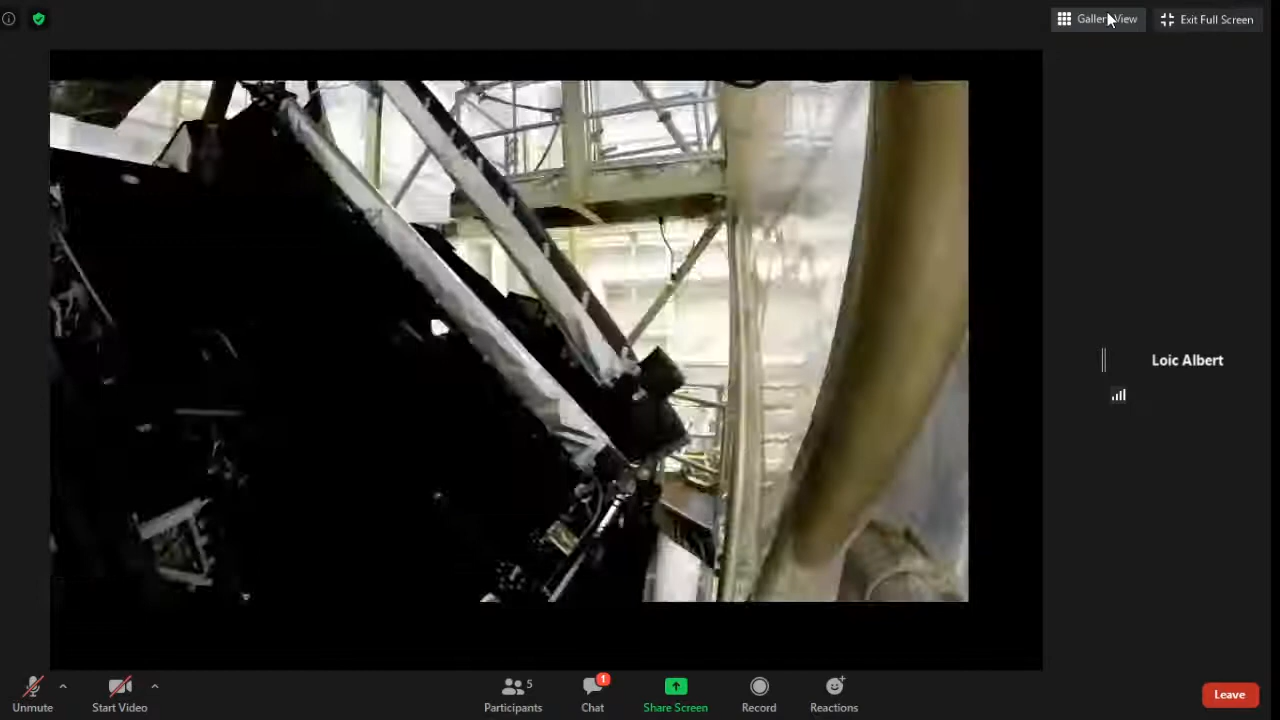 Gallery View
Exit Full Screen
Loic Albert
5
1
Unmute
Start Video
Participants
Chat
Share Screen
Record
Reactions
Leave